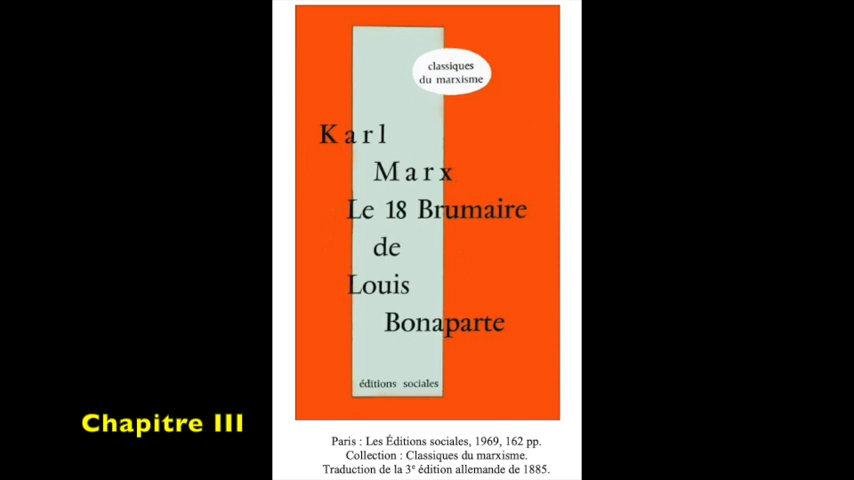 classiques
du marxisme
Karl
Marx
Le 18 Brumaire
de
Louis
Bonaparte
éditions sociales
Chapitre III
Paris : Les Éditions sociales, 1969, 162 pp.
Collection : Classiques du marxisme.
Traduction de la 3e édition allemande de 1885.